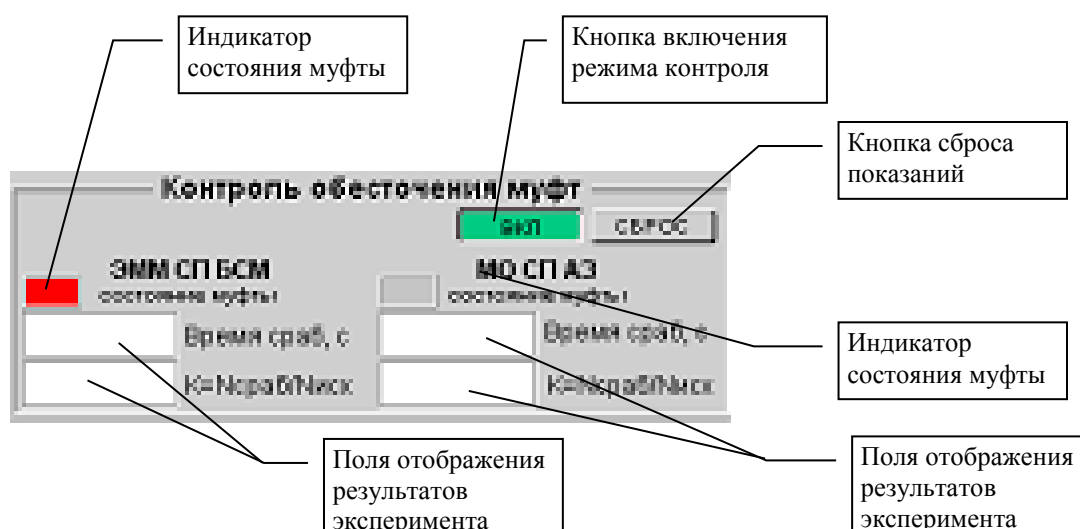 Индикатор
состояния муфты
Кнопка включения
режима контроля
Кнопка сброса
показаний
Контроль обесточения муфт
ВКЛ
СБРОС
ЭММ СП БСМ
состояние муфты
МО СП АЗ
состояние муфты
Время сраб, с
Время сраб, с
K=Nсраб/Nисх
K=Nсраб/Nисх
Индикатор
состояния муфты
Поля отображения
результатов
эксперимента
Поля отображения
результатов
эксперимента